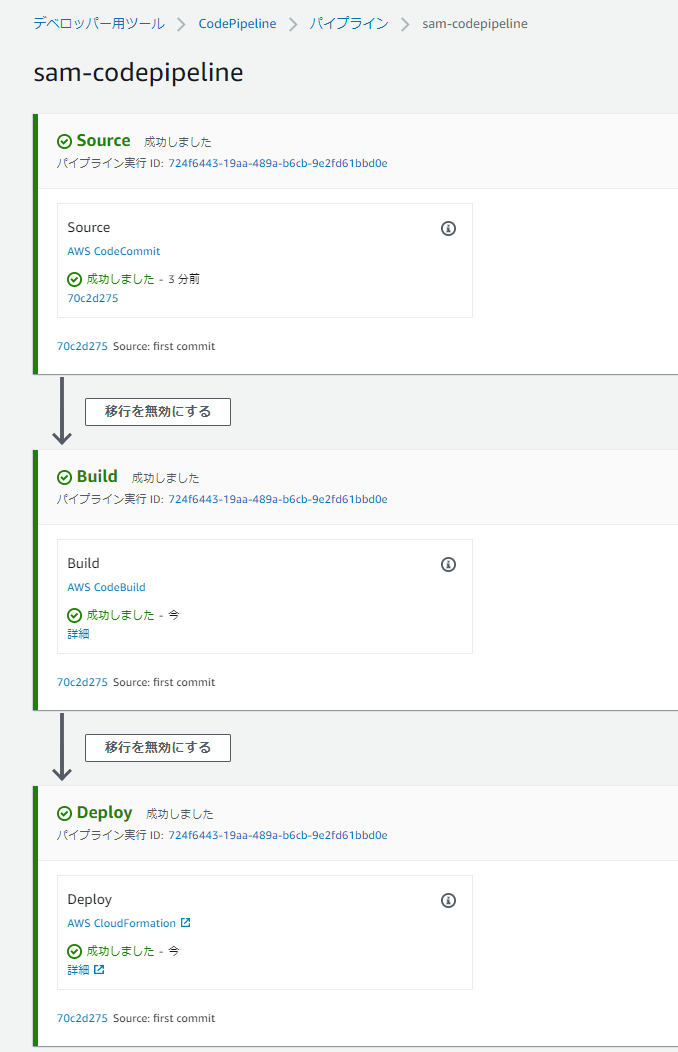 デベロッパー用ツール > CodePipeline > パイプライン > sam-codepipeline
sam-codepipeline
Source 成功しました
パイプライン実行 ID: 724f6443-19aa-489a-b6cb-9e2fd61bbd0e
Source
AWS CodeCommit
成功しました - 3 分前
70c2d275
70c2d275 Source: first commit
移行を無効にする
Build 成功しました
パイプライン実行 ID: 724f6443-19aa-489a-b6cb-9e2fd61bbd0e
Build
AWS CodeBuild
成功しました - 今
詳細
70c2d275 Source: first commit
移行を無効にする
Deploy 成功しました
パイプライン実行 ID: 724f6443-19aa-489a-b6cb-9e2fd61bbd0e
Deploy
AWS CloudFormation
成功しました - 今
詳細
70c2d275 Source: first commit